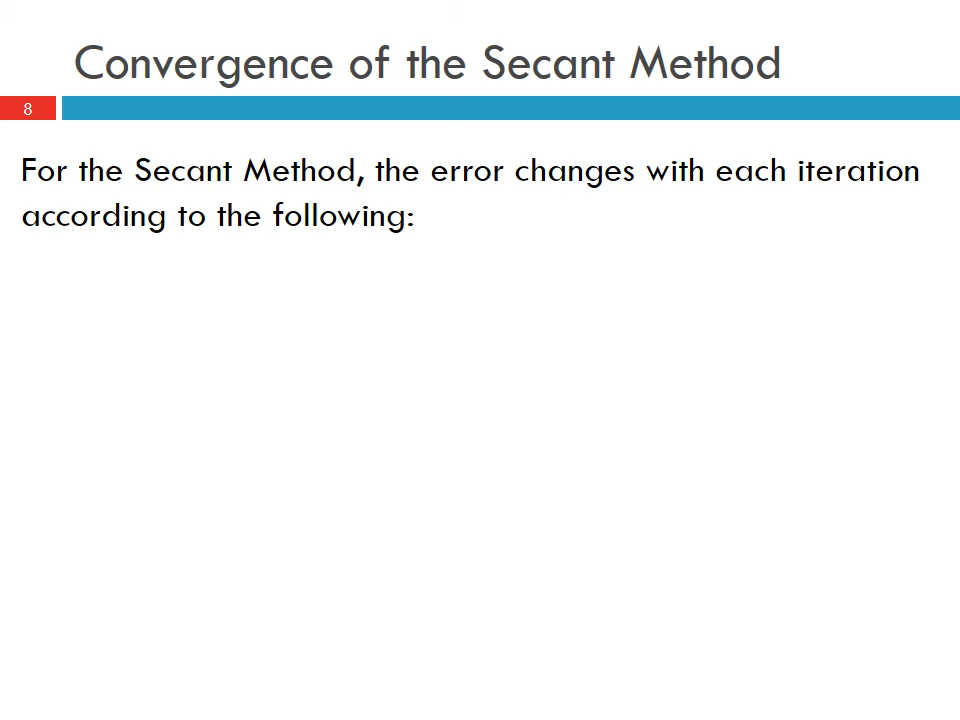 Convergence of the Secant Method
8
For the Secant Method, the error changes with each iteration
according to the following: